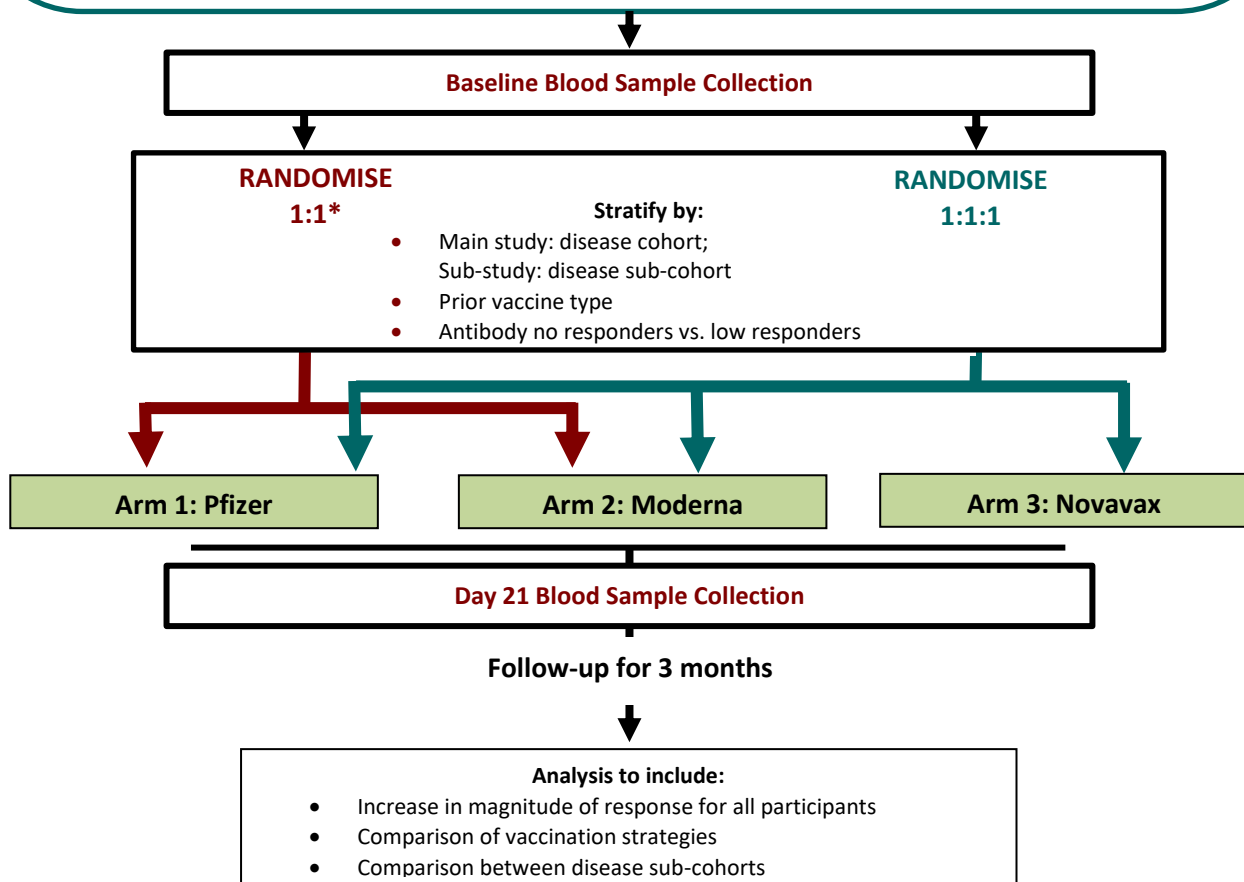 Baseline Blood Sample Collection
RANDOMISE
1:1*
RANDOMISE
1:1:1
Stratify by:
• Main study: disease cohort;
Sub-study: disease sub-cohort
• Prior vaccine type
• Antibody no responders vs. low responders
Arm 1: Pfizer
Arm 2: Moderna
Arm 3: Novavax
Day 21 Blood Sample Collection
Follow-up for 3 months
Analysis to include:
• Increase in magnitude of response for all participants
• Comparison of vaccination strategies
• Comparison between disease sub-cohorts